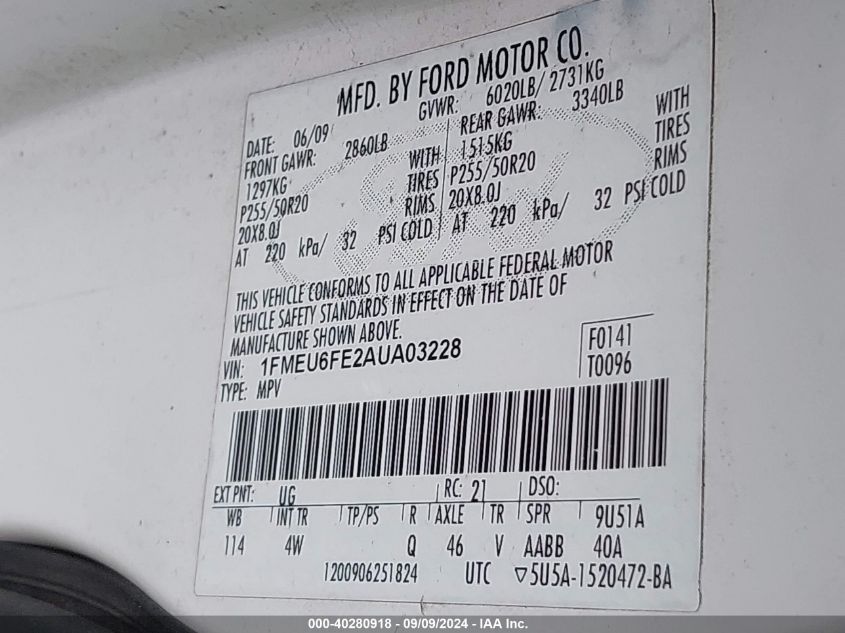 MFD. BY FORD MOTOR CO.
DATE: 06/09 GVWR: 6020LB/ 2731KG
FRONT GAWR: 2860LB REAR GAWR: 3340LB
1297KG WITH 1515KG WITH
P255/50R20 TIRES P255/50R20 TIRES
20X8.0J RIMS 20X8.0J RIMS
AT 220 kPa/ 32 PSI COLD AT 220 kPa/ 32 PSI COLD
THIS VEHICLE CONFORMS TO ALL APPLICABLE FEDERAL MOTOR
VEHICLE SAFETY STANDARDS IN EFFECT ON THE DATE OF
MANUFACTURE SHOWN ABOVE.
VIN: 1FMEU6FE2AUA03228 F0141
TYPE: MPV T0096
EXT PNT: UG RC: 21 DSO:
WB INT TR TP/PS R AXLE TR SPR 9U51A
114 4W Q 46 V AABB 40A
1200906251824 UTC ▽5U5A-1520472-BA
000-40280918 - 09/09/2024 - IAA Inc.